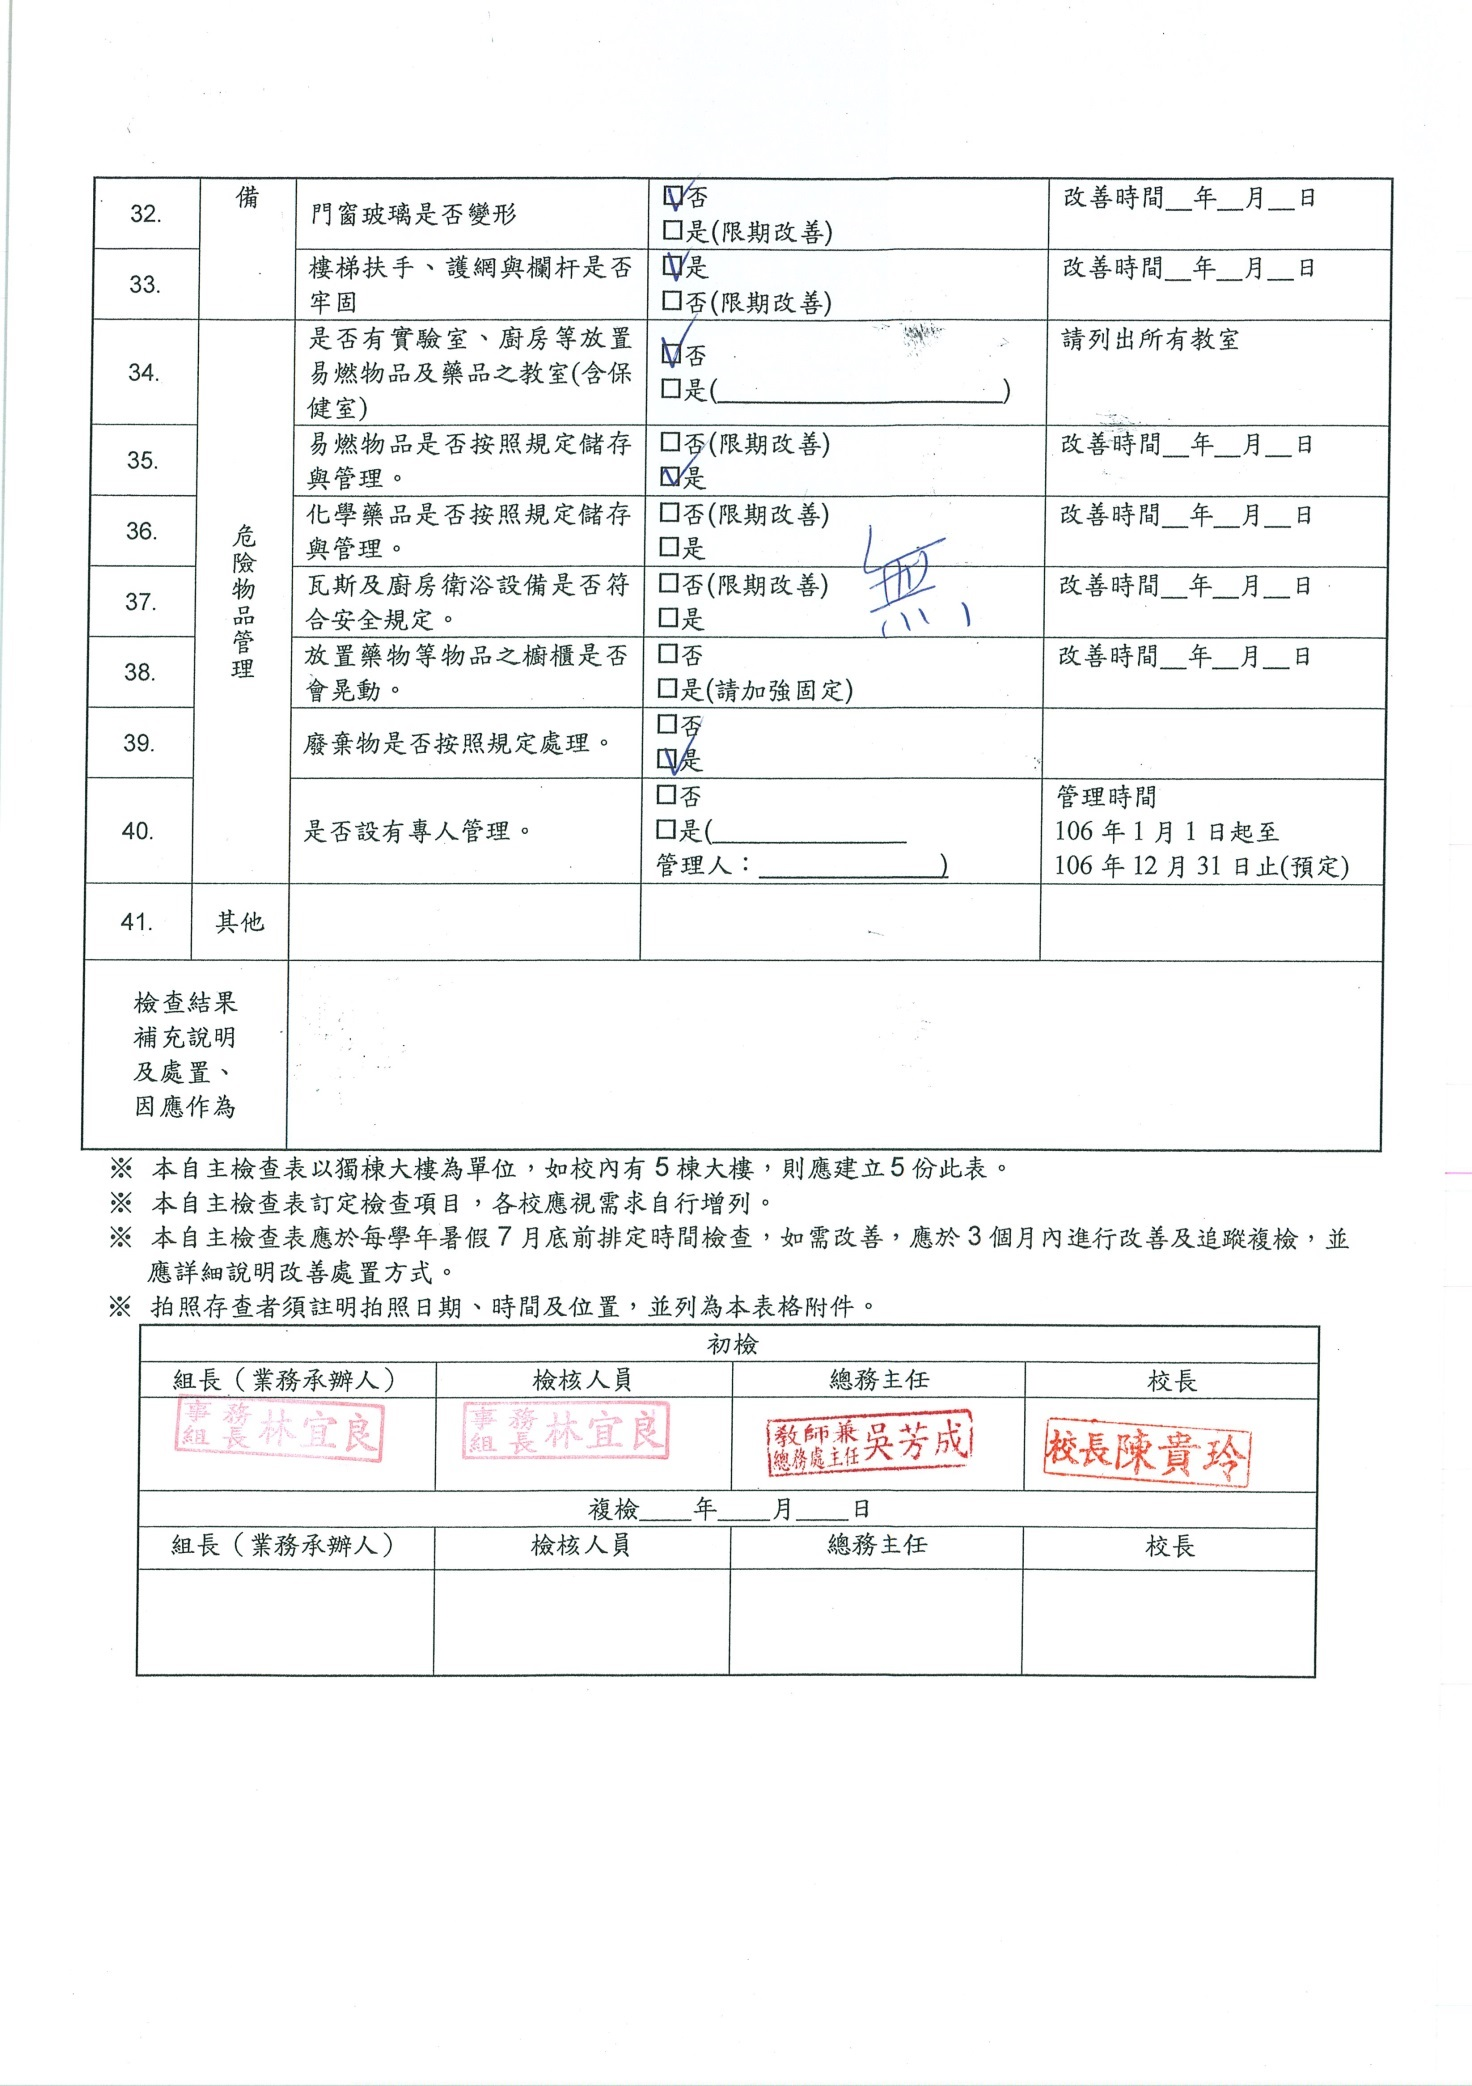 32.
備
門窗玻璃是否變形
☑否
□是(限期改善)
改善時間__年__月__日
33.
樓梯扶手、護網與欄杆是否
牢固
☑是
□否(限期改善)
改善時間__年__月__日
危險物品管理
34.
是否有實驗室、廚房等放置
易燃物品及藥品之教室(含保
健室)
☑否
□是(____________________)
請列出所有教室
35.
易燃物品是否按照規定儲存
與管理。
□否(限期改善)
☑是
改善時間__年__月__日
36.
化學藥品是否按照規定儲存
與管理。
□否(限期改善)
□是
無
改善時間__年__月__日
37.
瓦斯及廚房衛浴設備是否符
合安全規定。
□否(限期改善)
□是
改善時間__年__月__日
38.
放置藥物等物品之櫥櫃是否
會晃動。
□否
□是(請加強固定)
改善時間__年__月__日
39.
廢棄物是否按照規定處理。
□否
☑是
40.
是否設有專人管理。
□否
□是(______________
管理人：_____________)
管理時間
106 年 1 月 1 日起至
106 年 12 月 31 日止(預定)
41.
其他
檢查結果
補充說明
及處置、
因應作為
※ 本自主檢查表以獨棟大樓為單位，如校內有 5 棟大樓，則應建立 5 份此表。
※ 本自主檢查表訂定檢查項目，各校應視需求自行增列。
※ 本自主檢查表應於每學年暑假 7 月底前排定時間檢查，如需改善，應於 3 個月內進行改善及追蹤複檢，並
應詳細說明改善處置方式。
※ 拍照存查者須註明拍照日期、時間及位置，並列為本表格附件。
初檢
組長（業務承辦人） 檢核人員 總務主任 校長
事務組長 林宜良
事務組長 林宜良
教師兼總務處主任 吳芳成
校長陳貴玲
複檢____年____月____日
組長（業務承辦人） 檢核人員 總務主任 校長